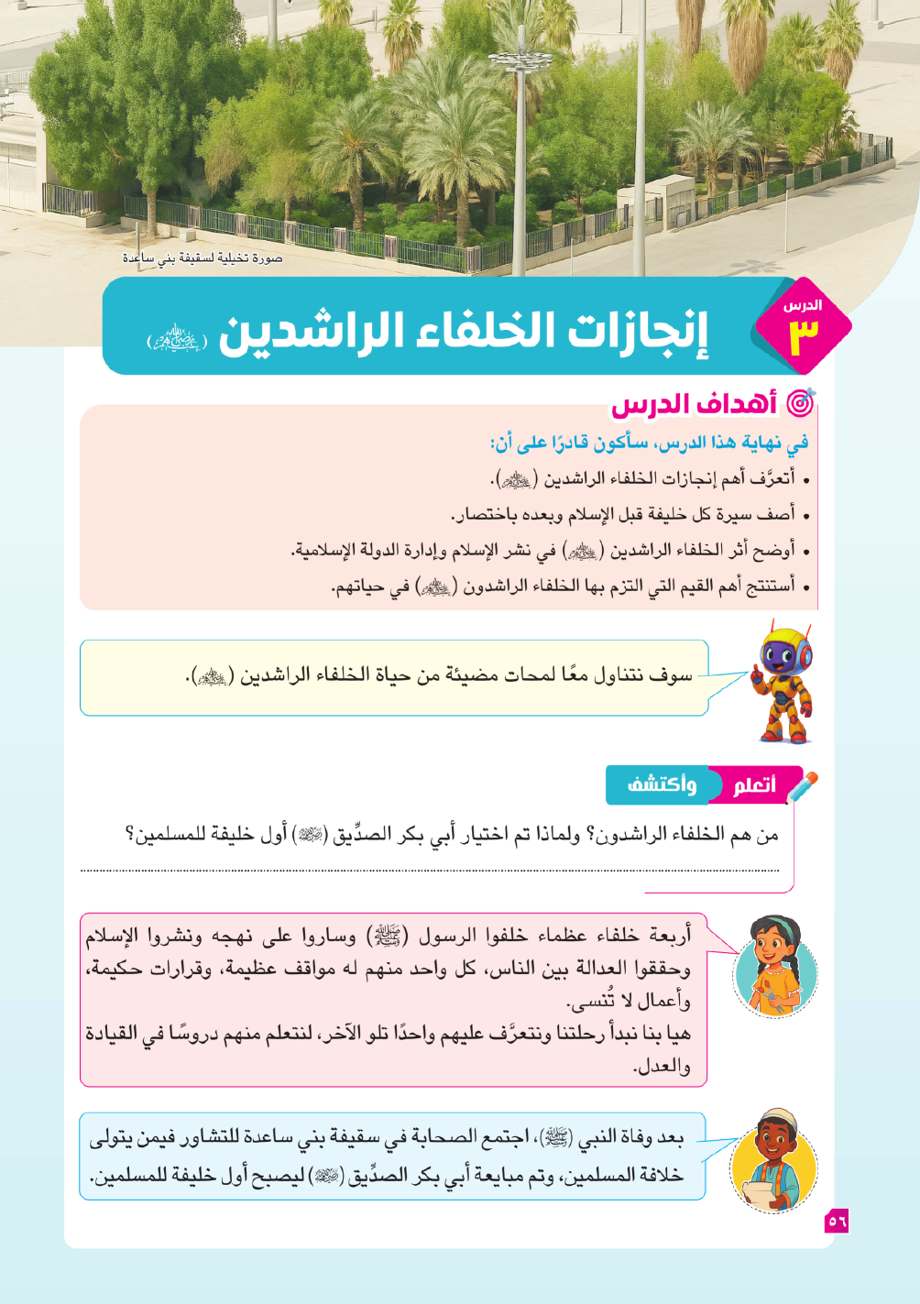 صورة تخيلية لسقيفة بني ساعدة
الدرس
٣
إنجازات الخلفاء الراشدين (رضي الله عنهم)
أهداف الدرس
في نهاية هذا الدرس، سأكون قادرًا على أن:
• أتعرَّف أهم إنجازات الخلفاء الراشدين (رضي الله عنهم).
• أصف سيرة كل خليفة قبل الإسلام وبعده باختصار.
• أوضح أثر الخلفاء الراشدين (رضي الله عنهم) في نشر الإسلام وإدارة الدولة الإسلامية.
• أستنتج أهم القيم التي التزم بها الخلفاء الراشدون (رضي الله عنهم) في حياتهم.
سوف نتناول معًا لمحات مضيئة من حياة الخلفاء الراشدين (رضي الله عنهم).
أتعلم وأكتشف
من هم الخلفاء الراشدون؟ ولماذا تم اختيار أبي بكر الصدِّيق (رضي الله عنه) أول خليفة للمسلمين؟
أربعة خلفاء عظماء خلفوا الرسول (ﷺ) وساروا على نهجه ونشروا الإسلام
وحققوا العدالة بين الناس، كل واحد منهم له مواقف عظيمة، وقرارات حكيمة،
وأعمال لا تُنسى.
هيا بنا نبدأ رحلتنا ونتعرَّف عليهم واحدًا تلو الآخر، لنتعلم منهم دروسًا في القيادة
والعدل.
بعد وفاة النبي (ﷺ)، اجتمع الصحابة في سقيفة بني ساعدة للتشاور فيمن يتولى
خلافة المسلمين، وتم مبايعة أبي بكر الصدِّيق (رضي الله عنه) ليصبح أول خليفة للمسلمين.
٥٦